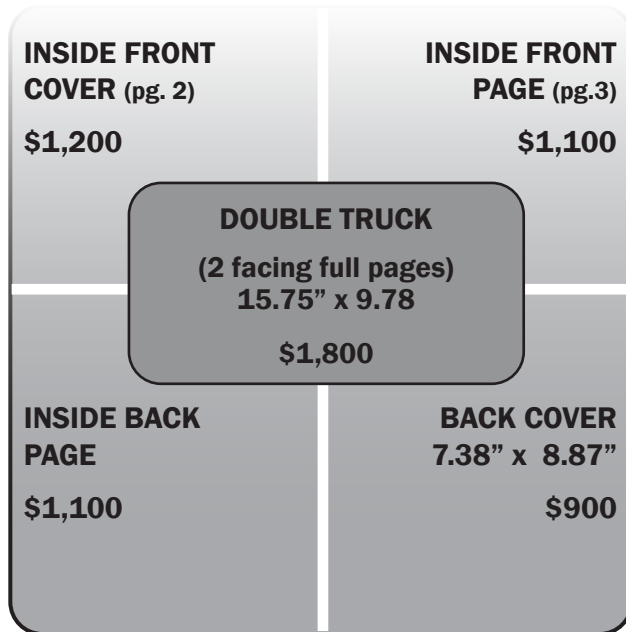 INSIDE FRONT
COVER (pg. 2)
$1,200
INSIDE FRONT
PAGE (pg.3)
$1,100
DOUBLE TRUCK
(2 facing full pages)
15.75” x 9.78
$1,800
INSIDE BACK
PAGE
$1,100
BACK COVER
7.38” x 8.87”
$900